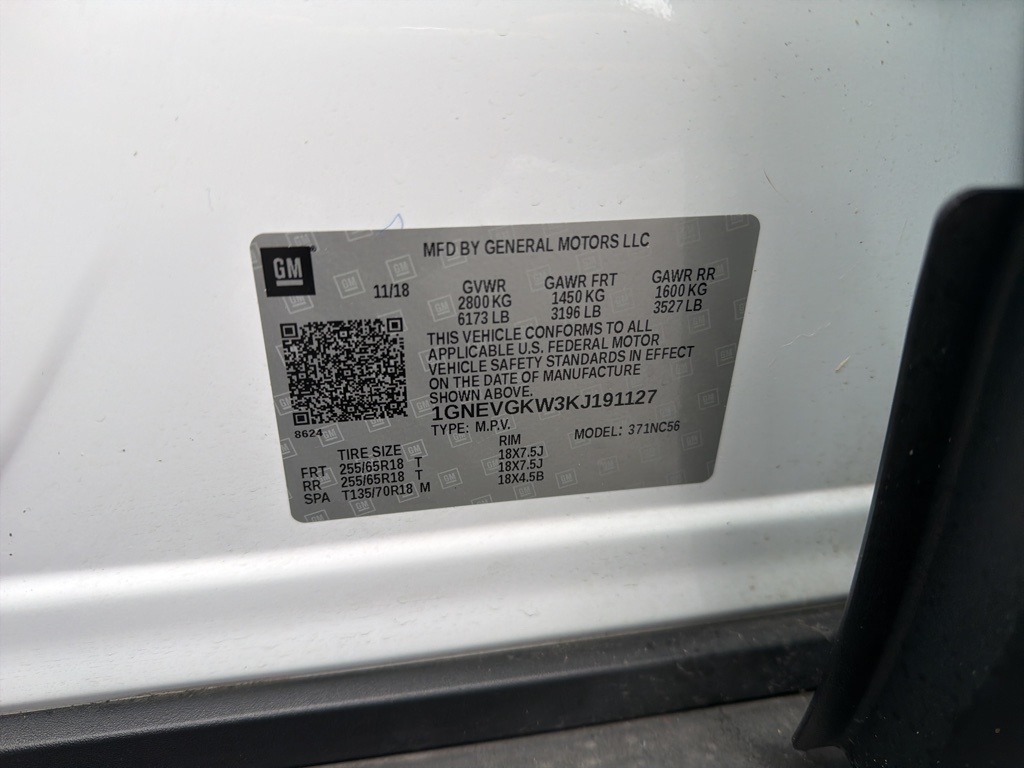 GM
MFD BY GENERAL MOTORS LLC
11/18 GVWR GAWR FRT GAWR RR
2800 KG 1450 KG 1600 KG
6173 LB 3196 LB 3527 LB
THIS VEHICLE CONFORMS TO ALL
APPLICABLE U.S. FEDERAL MOTOR
VEHICLE SAFETY STANDARDS IN EFFECT
ON THE DATE OF MANUFACTURE
SHOWN ABOVE.
1GNEVGKW3KJ191127
8624
TYPE: M.P.V. MODEL: 371NC56
TIRE SIZE RIM
FRT 255/65R18 T 18X7.5J
RR 255/65R18 T 18X7.5J
SPA T135/70R18 M 18X4.5B